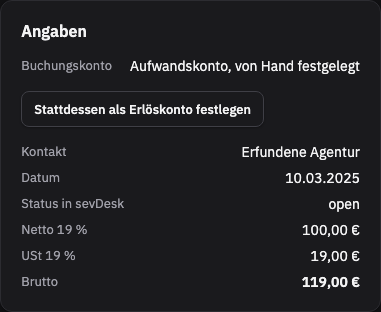 Angaben
Buchungskonto Aufwandskonto, von Hand festgelegt
Stattdessen als Erlöskonto festlegen
Kontakt Erfundene Agentur
Datum 10.03.2025
Status in sevDesk open
Netto 19 % 100,00 €
USt 19 % 19,00 €
Brutto 119,00 €